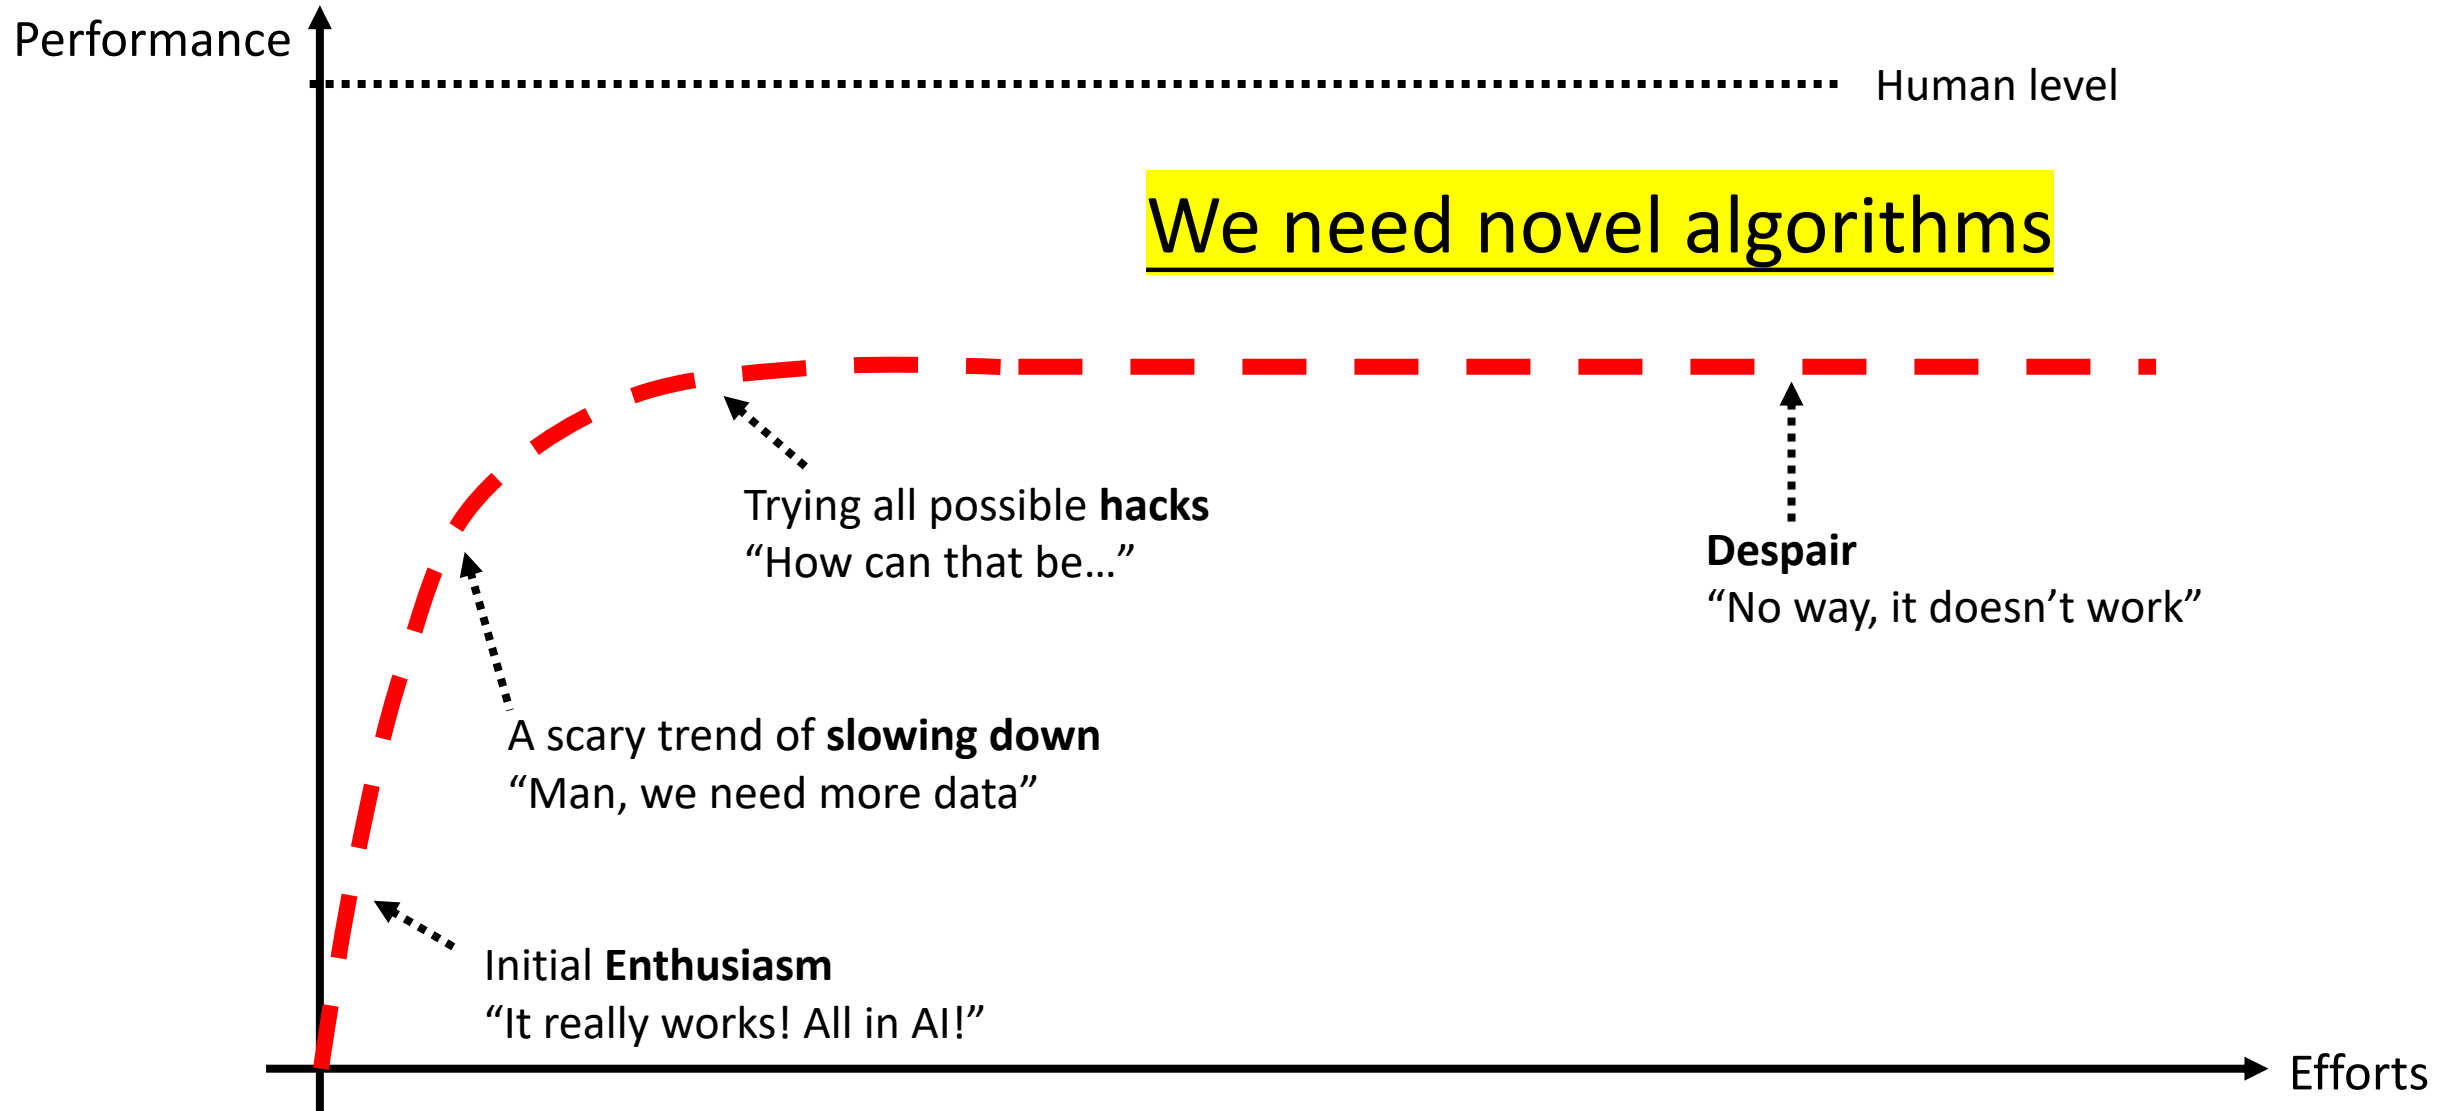 Performance
Human level
We need novel algorithms
Trying all possible hacks
“How can that be…”
Despair
“No way, it doesn’t work”
A scary trend of slowing down
“Man, we need more data”
Initial Enthusiasm
“It really works! All in AI!”
Efforts